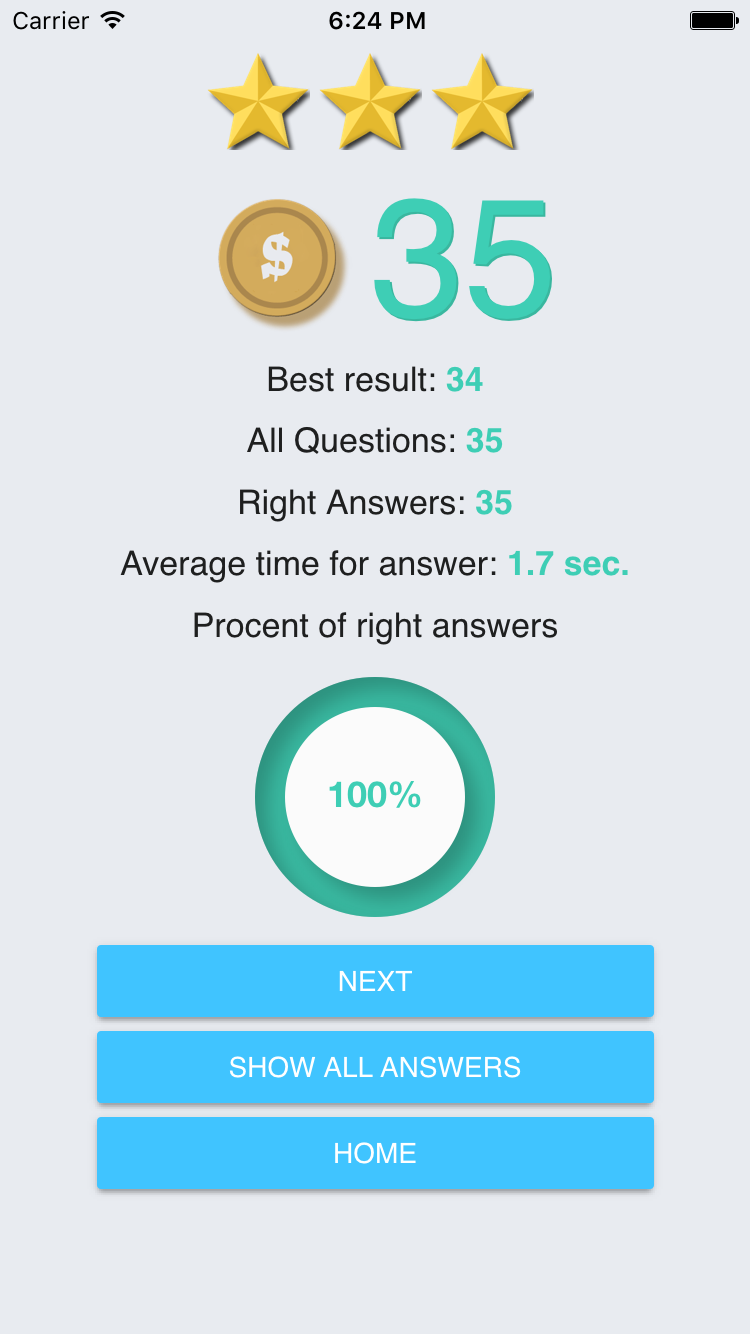 Carrier 6:24 PM
$ 35
Best result: 34
All Questions: 35
Right Answers: 35
Average time for answer: 1.7 sec.
Procent of right answers
100%
NEXT
SHOW ALL ANSWERS
HOME